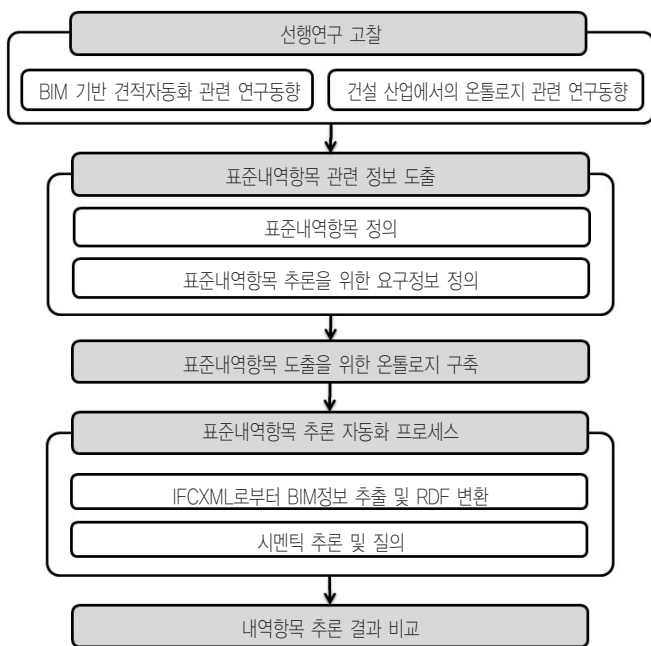 선행연구 고찰
BIM 기반 견적자동화 관련 연구동향
건설 산업에서의 온톨로지 관련 연구동향
표준내역항목 관련 정보 도출
표준내역항목 정의
표준내역항목 추론을 위한 요구정보 정의
표준내역항목 도출을 위한 온톨로지 구축
표준내역항목 추론 자동화 프로세스
IFCXML로부터 BIM정보 추출 및 RDF 변환
시멘틱 추론 및 질의
내역항목 추론 결과 비교